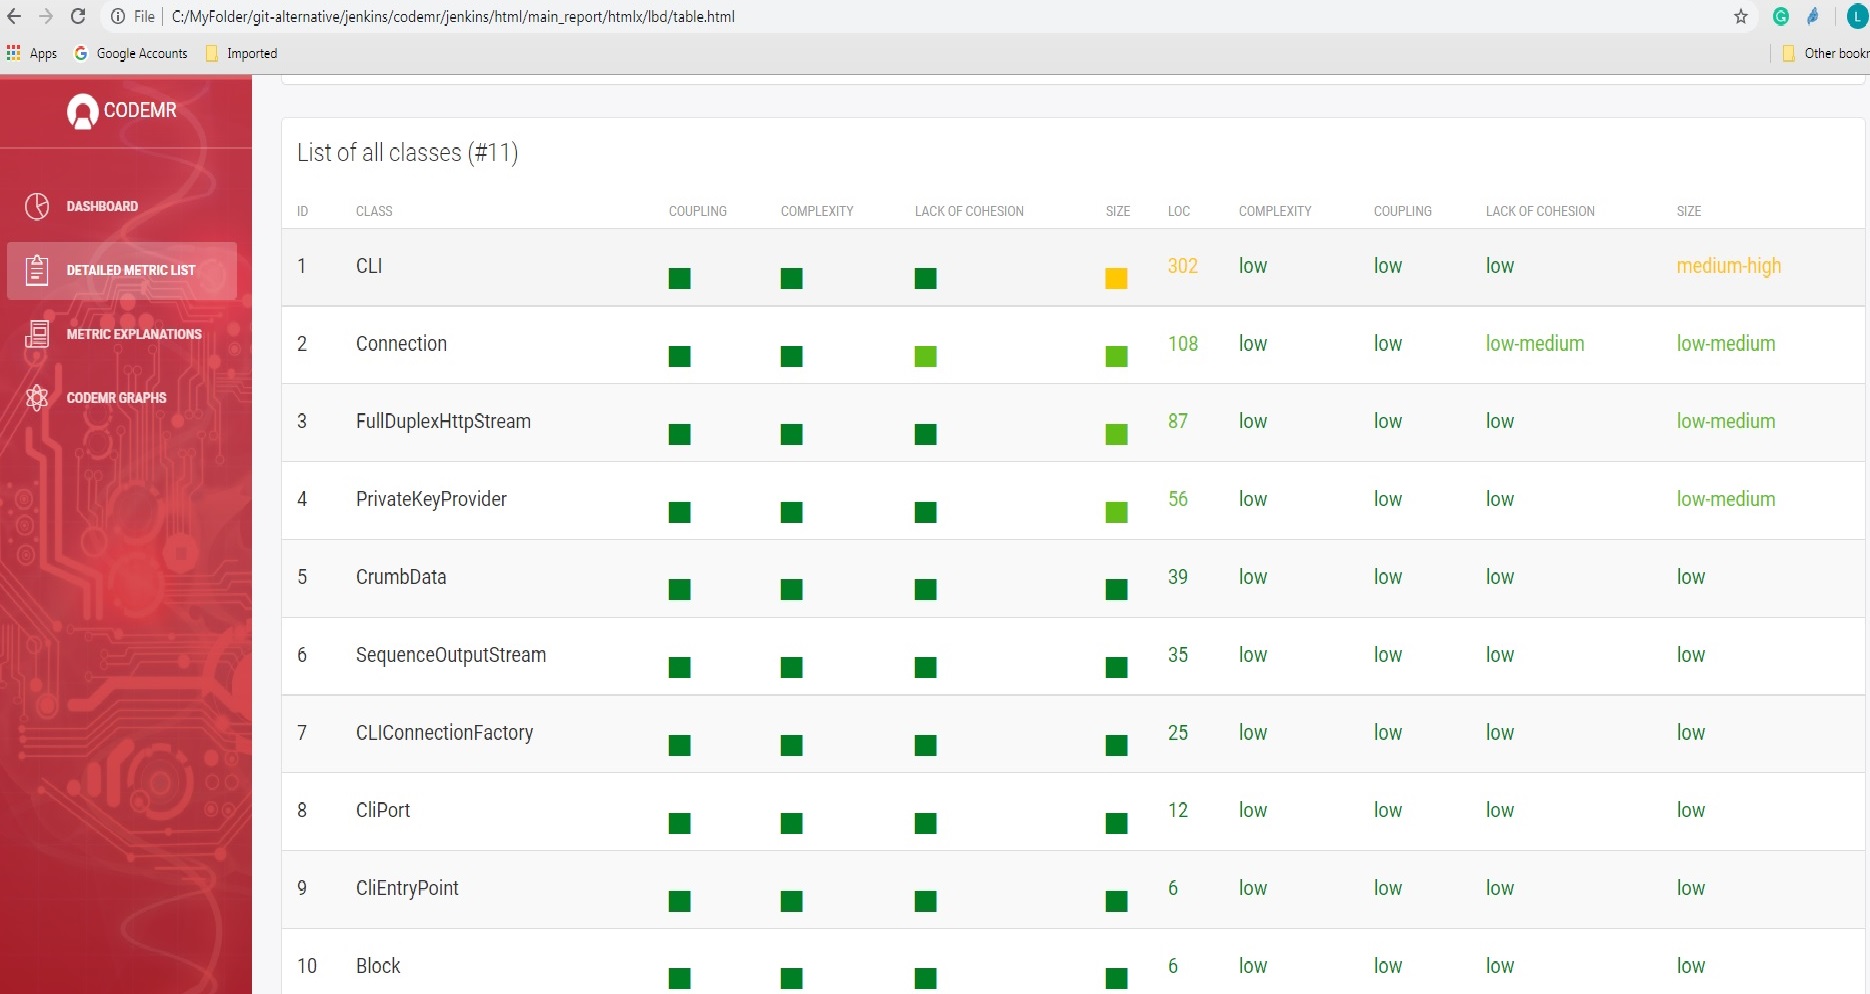 File C:/MyFolder/git-alternative/jenkins/codemr/jenkins/html/main_report/htmlx/lbd/table.html G L
Apps G Google Accounts Imported Other bookr
CODEMR
DASHBOARD
DETAILED METRIC LIST
METRIC EXPLANATIONS
CODEMR GRAPHS
List of all classes (#11)
ID CLASS COUPLING COMPLEXITY LACK OF COHESION SIZE LOC COMPLEXITY COUPLING LACK OF COHESION SIZE
1 CLI 302 low low low medium-high
2 Connection 108 low low low-medium low-medium
3 FullDuplexHttpStream 87 low low low low-medium
4 PrivateKeyProvider 56 low low low low-medium
5 CrumbData 39 low low low low
6 SequenceOutputStream 35 low low low low
7 CLIConnectionFactory 25 low low low low
8 CliPort 12 low low low low
9 CliEntryPoint 6 low low low low
10 Block 6 low low low low